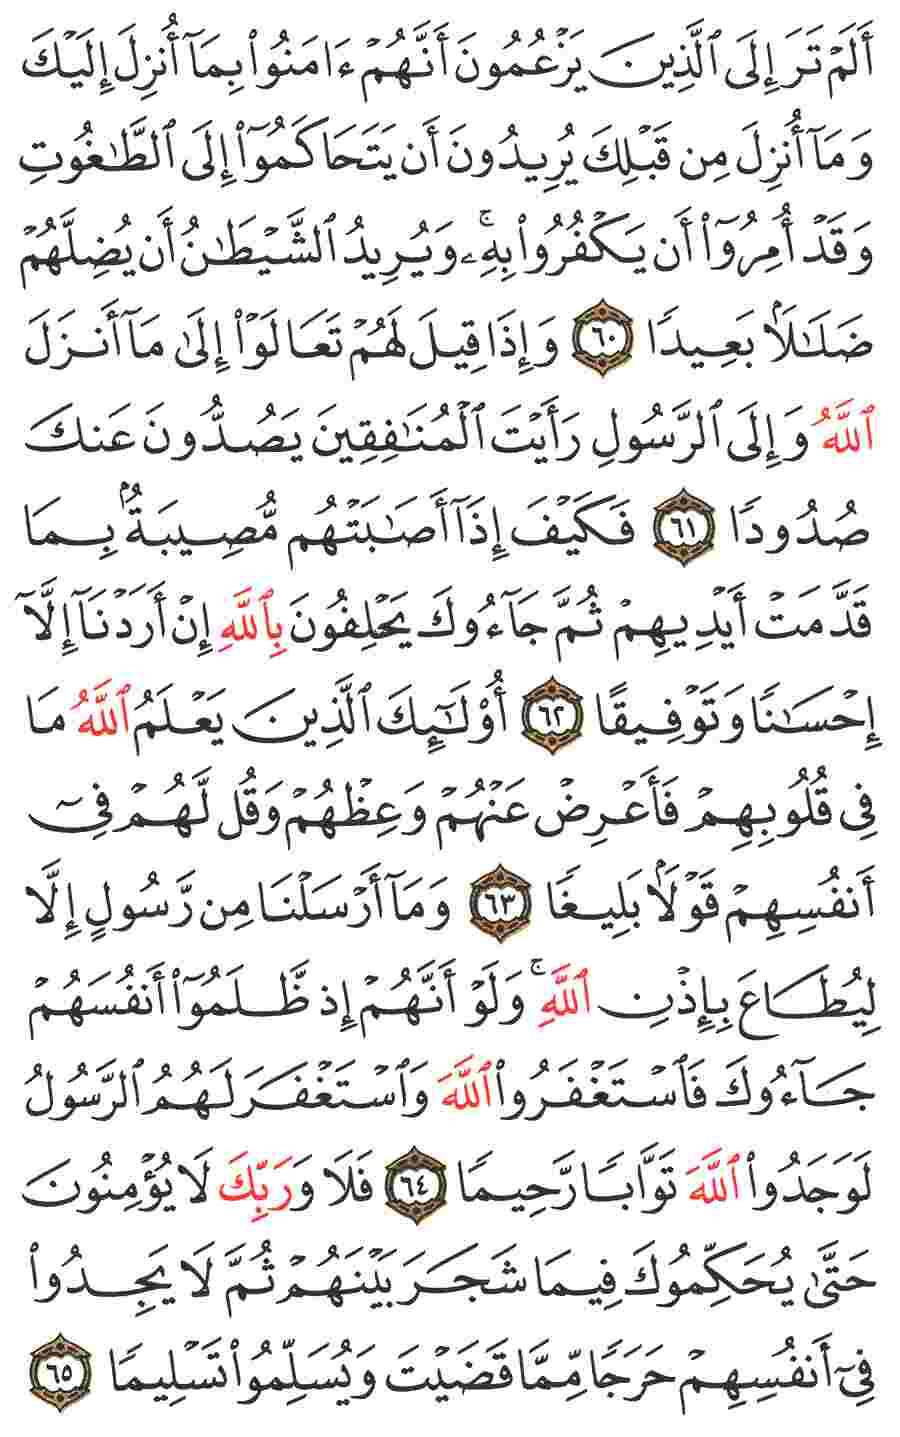 أَلَمۡ تَرَ إِلَى ٱلَّذِينَ يَزۡعُمُونَ أَنَّهُمۡ ءَامَنُواْ بِمَآ أُنزِلَ إِلَيۡكَ
وَمَآ أُنزِلَ مِن قَبۡلِكَ يُرِيدُونَ أَن يَتَحَاكَمُوٓاْ إِلَى ٱلطَّٰغُوتِ
وَقَدۡ أُمِرُوٓاْ أَن يَكۡفُرُواْ بِهِۦۚ وَيُرِيدُ ٱلشَّيۡطَٰنُ أَن يُضِلَّهُمۡ
ضَلَٰلَۢا بَعِيدٗا ٦٠ وَإِذَا قِيلَ لَهُمۡ تَعَالَوۡاْ إِلَىٰ مَآ أَنزَلَ
ٱللَّهُ وَإِلَى ٱلرَّسُولِ رَأَيۡتَ ٱلۡمُنَٰفِقِينَ يَصُدُّونَ عَنكَ
صُدُودٗا ٦١ فَكَيۡفَ إِذَآ أَصَٰبَتۡهُم مُّصِيبَةُۢ بِمَا
قَدَّمَتۡ أَيۡدِيهِمۡ ثُمَّ جَآءُوكَ يَحۡلِفُونَ بِٱللَّهِ إِنۡ أَرَدۡنَآ إِلَّآ
إِحۡسَٰنٗا وَتَوۡفِيقًا ٦٢ أُوْلَٰٓئِكَ ٱلَّذِينَ يَعۡلَمُ ٱللَّهُ مَا
فِي قُلُوبِهِمۡ فَأَعۡرِضۡ عَنۡهُمۡ وَعِظۡهُمۡ وَقُل لَّهُمۡ فِيٓ
أَنفُسِهِمۡ قَوۡلَۢا بَلِيغٗا ٦٣ وَمَآ أَرۡسَلۡنَا مِن رَّسُولٍ إِلَّا
لِيُطَاعَ بِإِذۡنِ ٱللَّهِۚ وَلَوۡ أَنَّهُمۡ إِذ ظَّلَمُوٓاْ أَنفُسَهُمۡ
جَآءُوكَ فَٱسۡتَغۡفَرُواْ ٱللَّهَ وَٱسۡتَغۡفَرَ لَهُمُ ٱلرَّسُولُ
لَوَجَدُواْ ٱللَّهَ تَوَّابٗا رَّحِيمٗا ٦٤ فَلَا وَرَبِّكَ لَا يُؤۡمِنُونَ
حَتَّىٰ يُحَكِّمُوكَ فِيمَا شَجَرَ بَيۡنَهُمۡ ثُمَّ لَا يَجِدُواْ
فِيٓ أَنفُسِهِمۡ حَرَجٗا مِّمَّا قَضَيۡتَ وَيُسَلِّمُواْ تَسۡلِيمٗا ٦٥